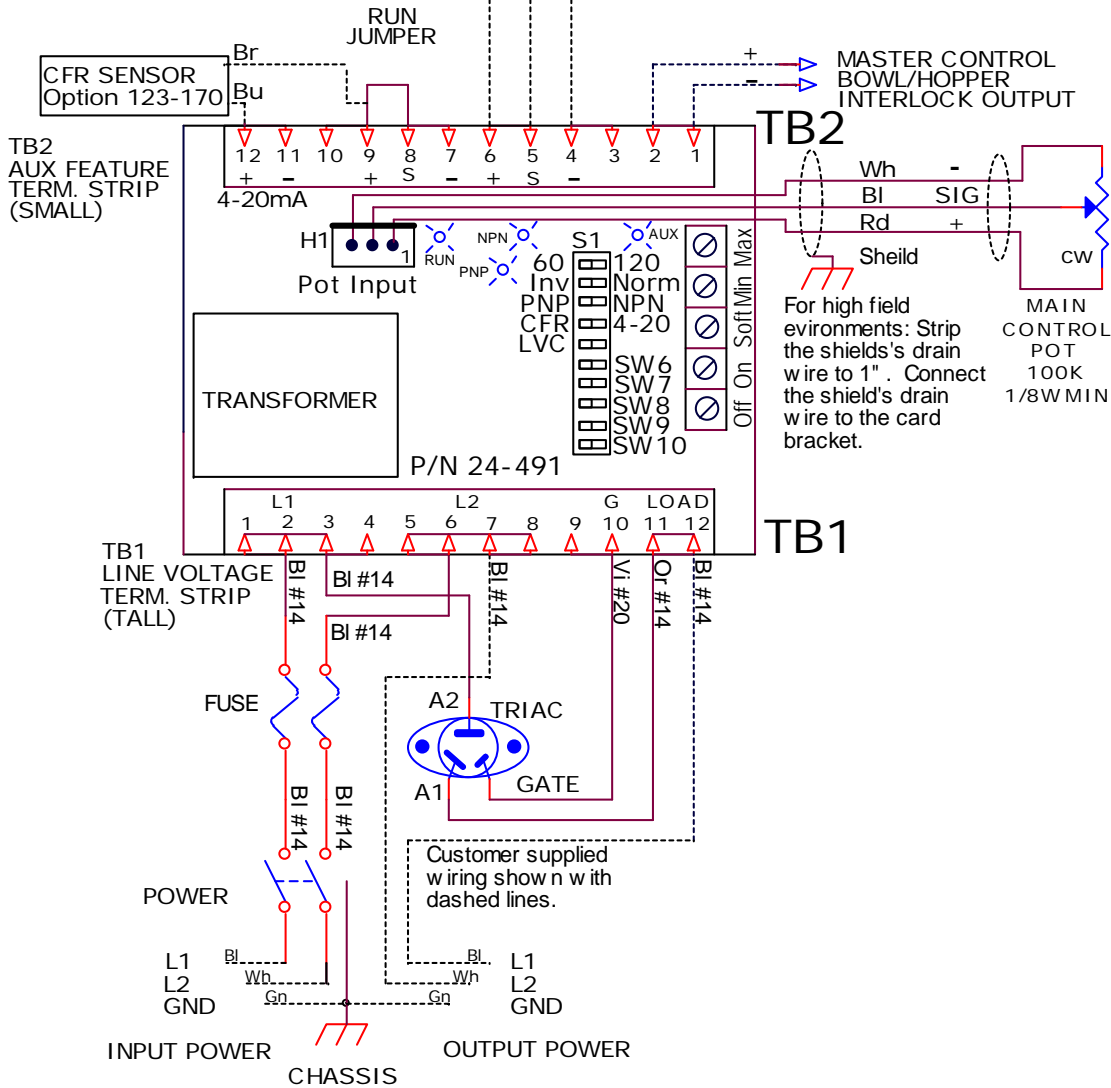 RUN
JUMPER
Br
CFR SENSOR
Option 123-170
Bu
+
-
MASTER CONTROL
BOWL/HOPPER
INTERLOCK OUTPUT
TB2
AUX FEATURE
TERM. STRIP
(SMALL)
TB2
12 11 10 9 8 7 6 5 4 3 2 1
+ - + S - + S -
4-20mA
Wh -
Bl SIG
Rd +
Sheild
CW
H1
1
Pot Input
RUN
NPN
PNP
AUX
S1
60 120
Inv Norm
PNP NPN
CFR 4-20
LVC
SW6
SW7
SW8
SW9
SW10
Max
Min
Soft
On
Off
For high field
evironments: Strip
the shields's drain
wire to 1". Connect
the shield's drain
wire to the card
bracket.
MAIN
CONTROL
POT
100K
1/8W MIN
TRANSFORMER
P/N 24-491
L1 L2 G LOAD
1 2 3 4 5 6 7 8 9 10 11 12
TB1
TB1
LINE VOLTAGE
TERM. STRIP
(TALL)
Bl #14
Bl #14
Bl #14
Bl #14
Vi #20
Or #14
Bl #14
FUSE
A2
TRIAC
A1
GATE
Bl #14
Bl #14
POWER
Customer supplied
wiring shown with
dashed lines.
L1 Bl
L2 Wh
GND Gn
Bl L1
Wh L2
Gn GND
INPUT POWER
OUTPUT POWER
CHASSIS